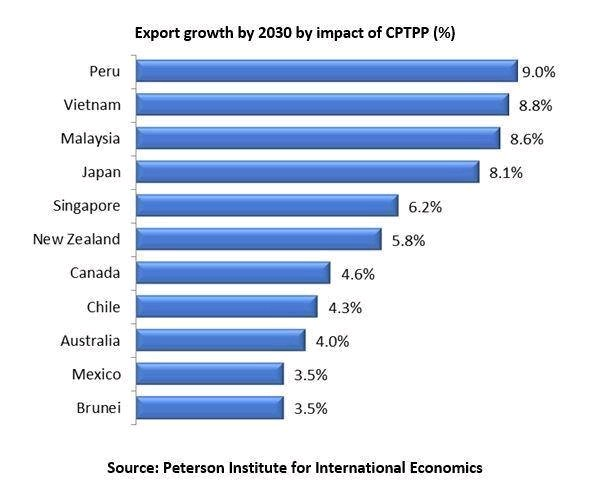 Export growth by 2030 by impact of CPTPP (%)
Peru 9.0%
Vietnam 8.8%
Malaysia 8.6%
Japan 8.1%
Singapore 6.2%
New Zealand 5.8%
Canada 4.6%
Chile 4.3%
Australia 4.0%
Mexico 3.5%
Brunei 3.5%
Source: Peterson Institute for International Economics